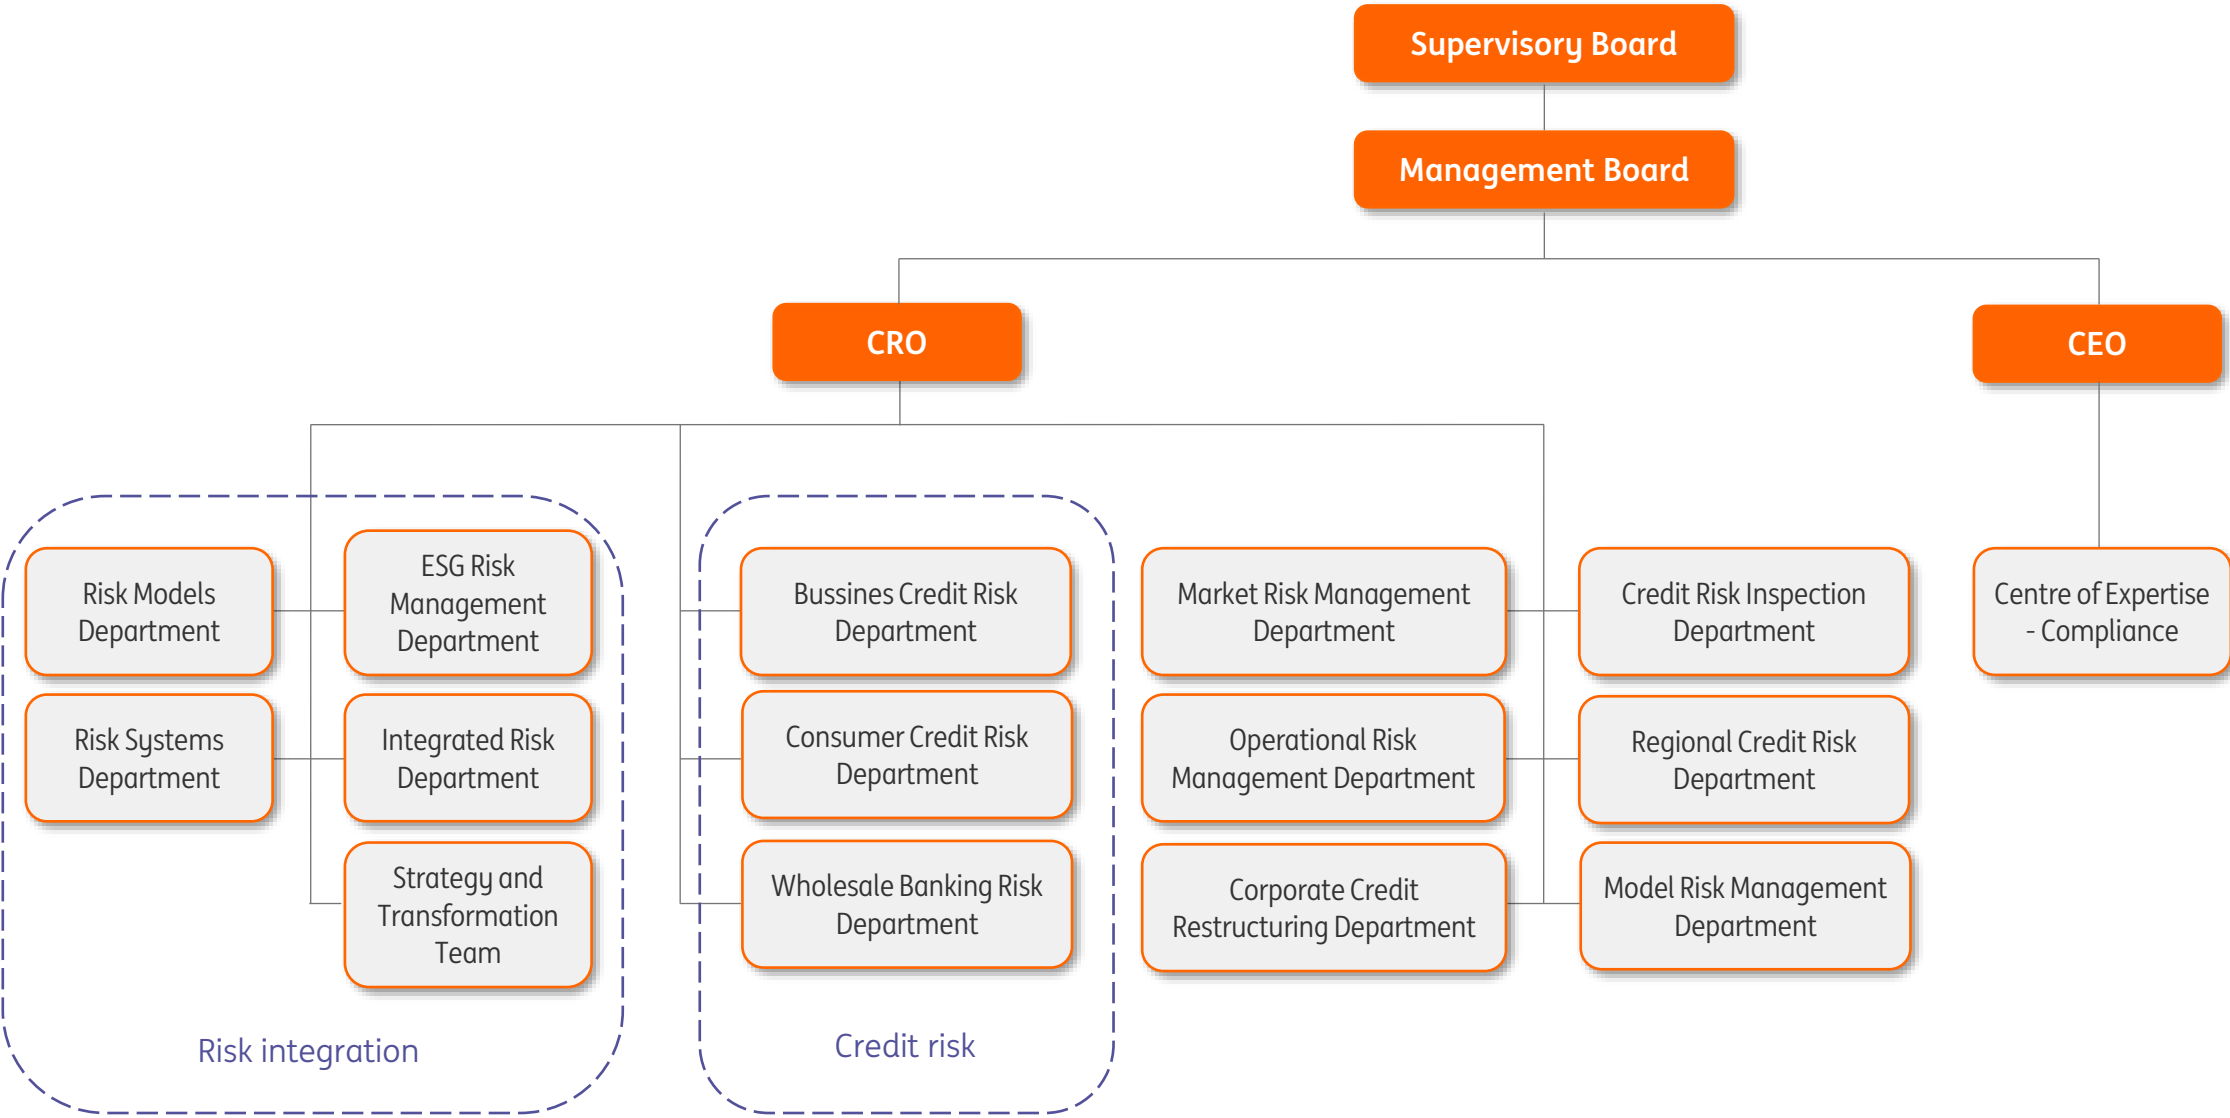 Supervisory Board
Management Board
CRO
CEO
Risk Models
Department
ESG Risk
Management
Department
Risk Systems
Department
Integrated Risk
Department
Strategy and
Transformation
Team
Risk integration
Bussines Credit Risk
Department
Consumer Credit Risk
Department
Wholesale Banking Risk
Department
Credit risk
Market Risk Management
Department
Operational Risk
Management Department
Corporate Credit
Restructuring Department
Credit Risk Inspection
Department
Regional Credit Risk
Department
Model Risk Management
Department
Centre of Expertise
- Compliance